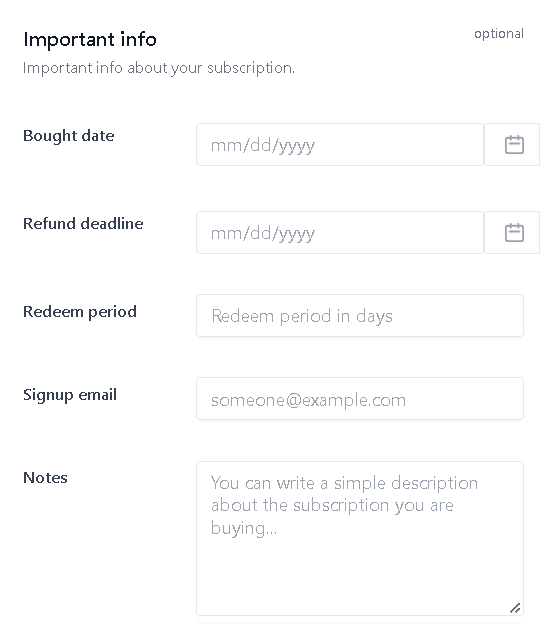 Important info
optional
Important info about your subscription.
Bought date
mm/dd/yyyy
Refund deadline
mm/dd/yyyy
Redeem period
Redeem period in days
Signup email
someone@example.com
Notes
You can write a simple description
about the subscription you are
buying...